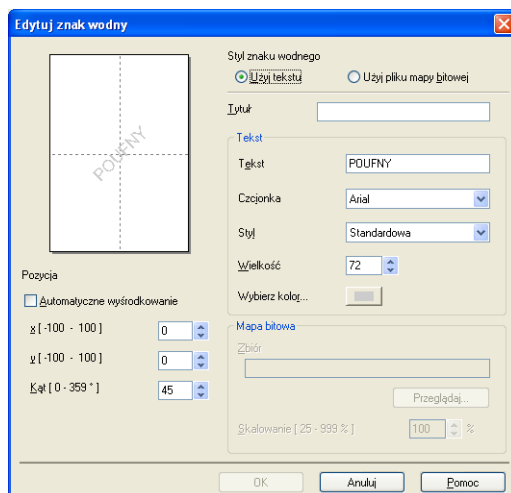 Edytuj znak wodny
POUFNY
Pozycja
Automatyczne wyśrodkowanie
x [ -100 - 100 ] 0
y [ -100 - 100 ] 0
Kąt [ 0 - 359 ° ] 45
Styl znaku wodnego
Użyj tekstu Użyj pliku mapy bitowej
Tytuł
Tekst
Tekst POUFNY
Czcjonka Arial
Styl Standardowa
Wielkość 72
Wybierz kolor...
Mapa bitowa
Zbiór
Przeglądaj...
Skalowanie [ 25 - 999 % ] 100 %
OK Anuluj Pomoc